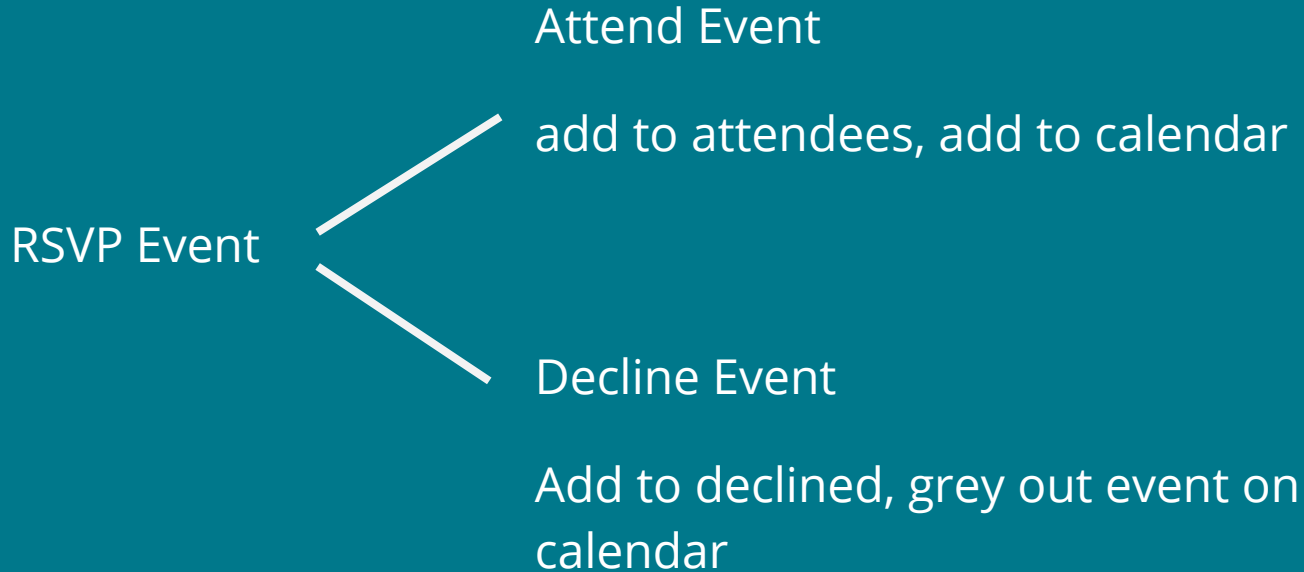 Attend Event
add to attendees, add to calendar
RSVP Event
Decline Event
Add to declined, grey out event on
calendar